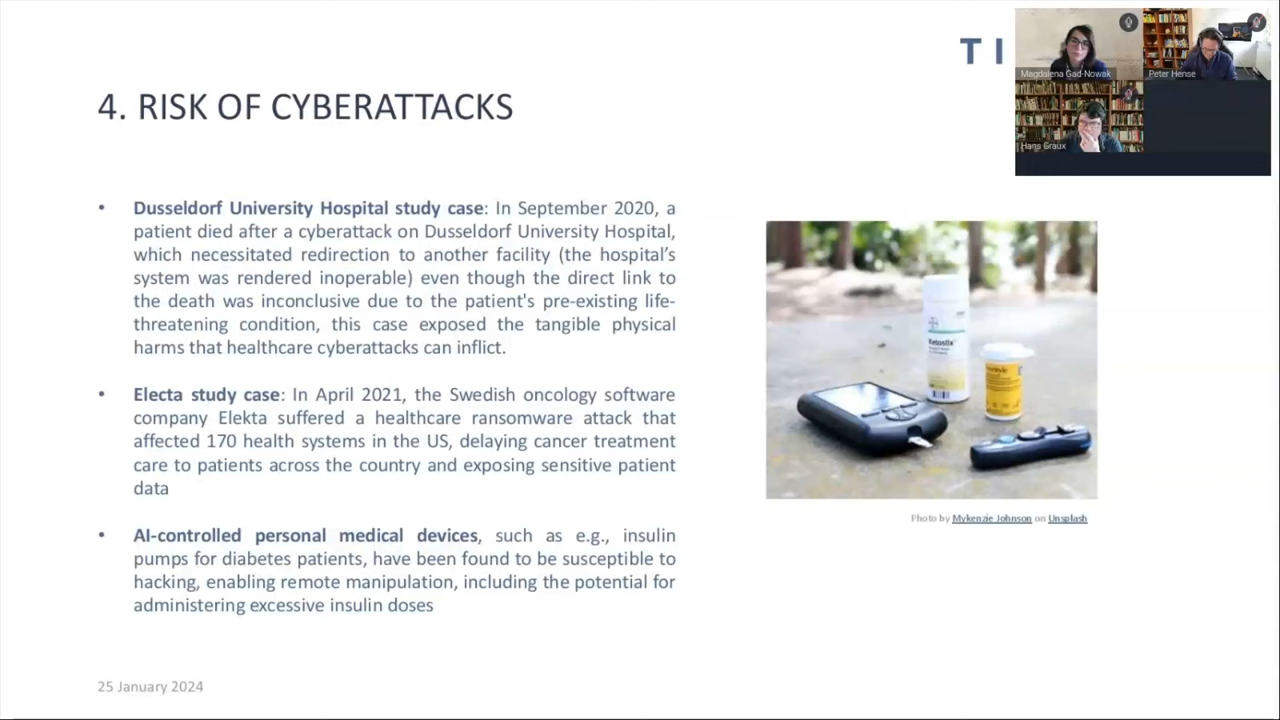 T I
Magdalena Gad-Nowak
Peter Hense
Hans Graux
4. RISK OF CYBERATTACKS
• Dusseldorf University Hospital study case: In September 2020, a
patient died after a cyberattack on Dusseldorf University Hospital,
which necessitated redirection to another facility (the hospital's
system was rendered inoperable) even though the direct link to
the death was inconclusive due to the patient's pre-existing life-
threatening condition, this case exposed the tangible physical
harms that healthcare cyberattacks can inflict.
• Electa study case: In April 2021, the Swedish oncology software
company Elekta suffered a healthcare ransomware attack that
affected 170 health systems in the US, delaying cancer treatment
care to patients across the country and exposing sensitive patient
data
• AI-controlled personal medical devices, such as e.g., insulin
pumps for diabetes patients, have been found to be susceptible to
hacking, enabling remote manipulation, including the potential for
administering excessive insulin doses
Ketostix
Photo by Mykenzie Johnson on Unsplash
25 January 2024